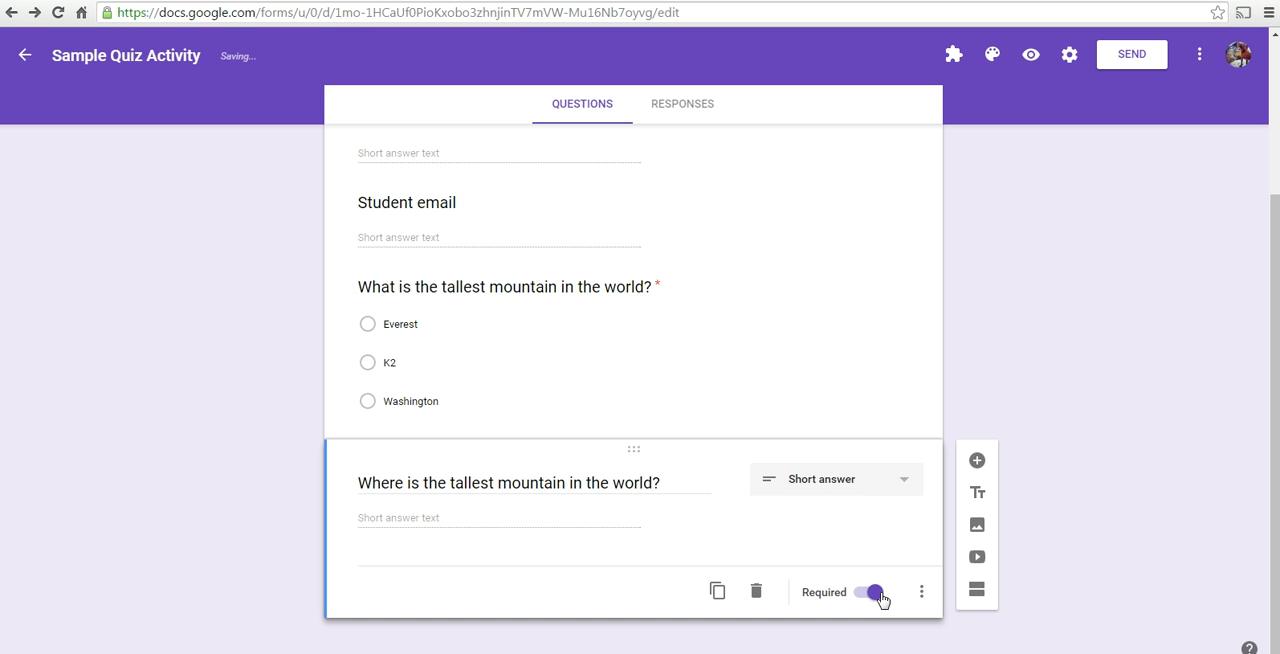 https://docs.google.com/forms/u/0/d/1mo-1HCaUf0PioKxobo3zhnjinTV7mVW-Mu16Nb7oyvg/edit
Sample Quiz Activity Saving...
SEND
QUESTIONS RESPONSES
Short answer text
Student email
Short answer text
What is the tallest mountain in the world? *
Everest
K2
Washington
Where is the tallest mountain in the world? Short answer
Short answer text
Required